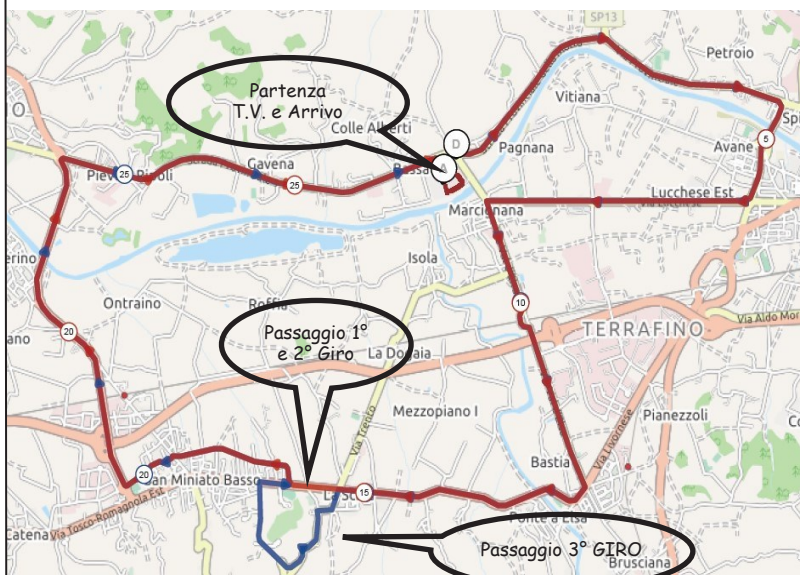 SP13
Petroio
Partenza
T.V. e Arrivo
Vitiana
Colle Alberti
D
Pagnana
Avane
5
Gavena
25
25
Lucchese Est
Marcignana
Isola
10
Ontraino
Roffia
20
TERRAFINO
Via Aldo Mor
Passaggio 1°
e 2° Giro
La Dogaia
Mezzopiano I
Pianezzoli
Via Trento
Via Livornese
Bastia
20
San Miniato Basso
15
Catena
Via Tosco-Romagnola Est
Ponte a Elsa
Passaggio 3° GIRO
Brusciana